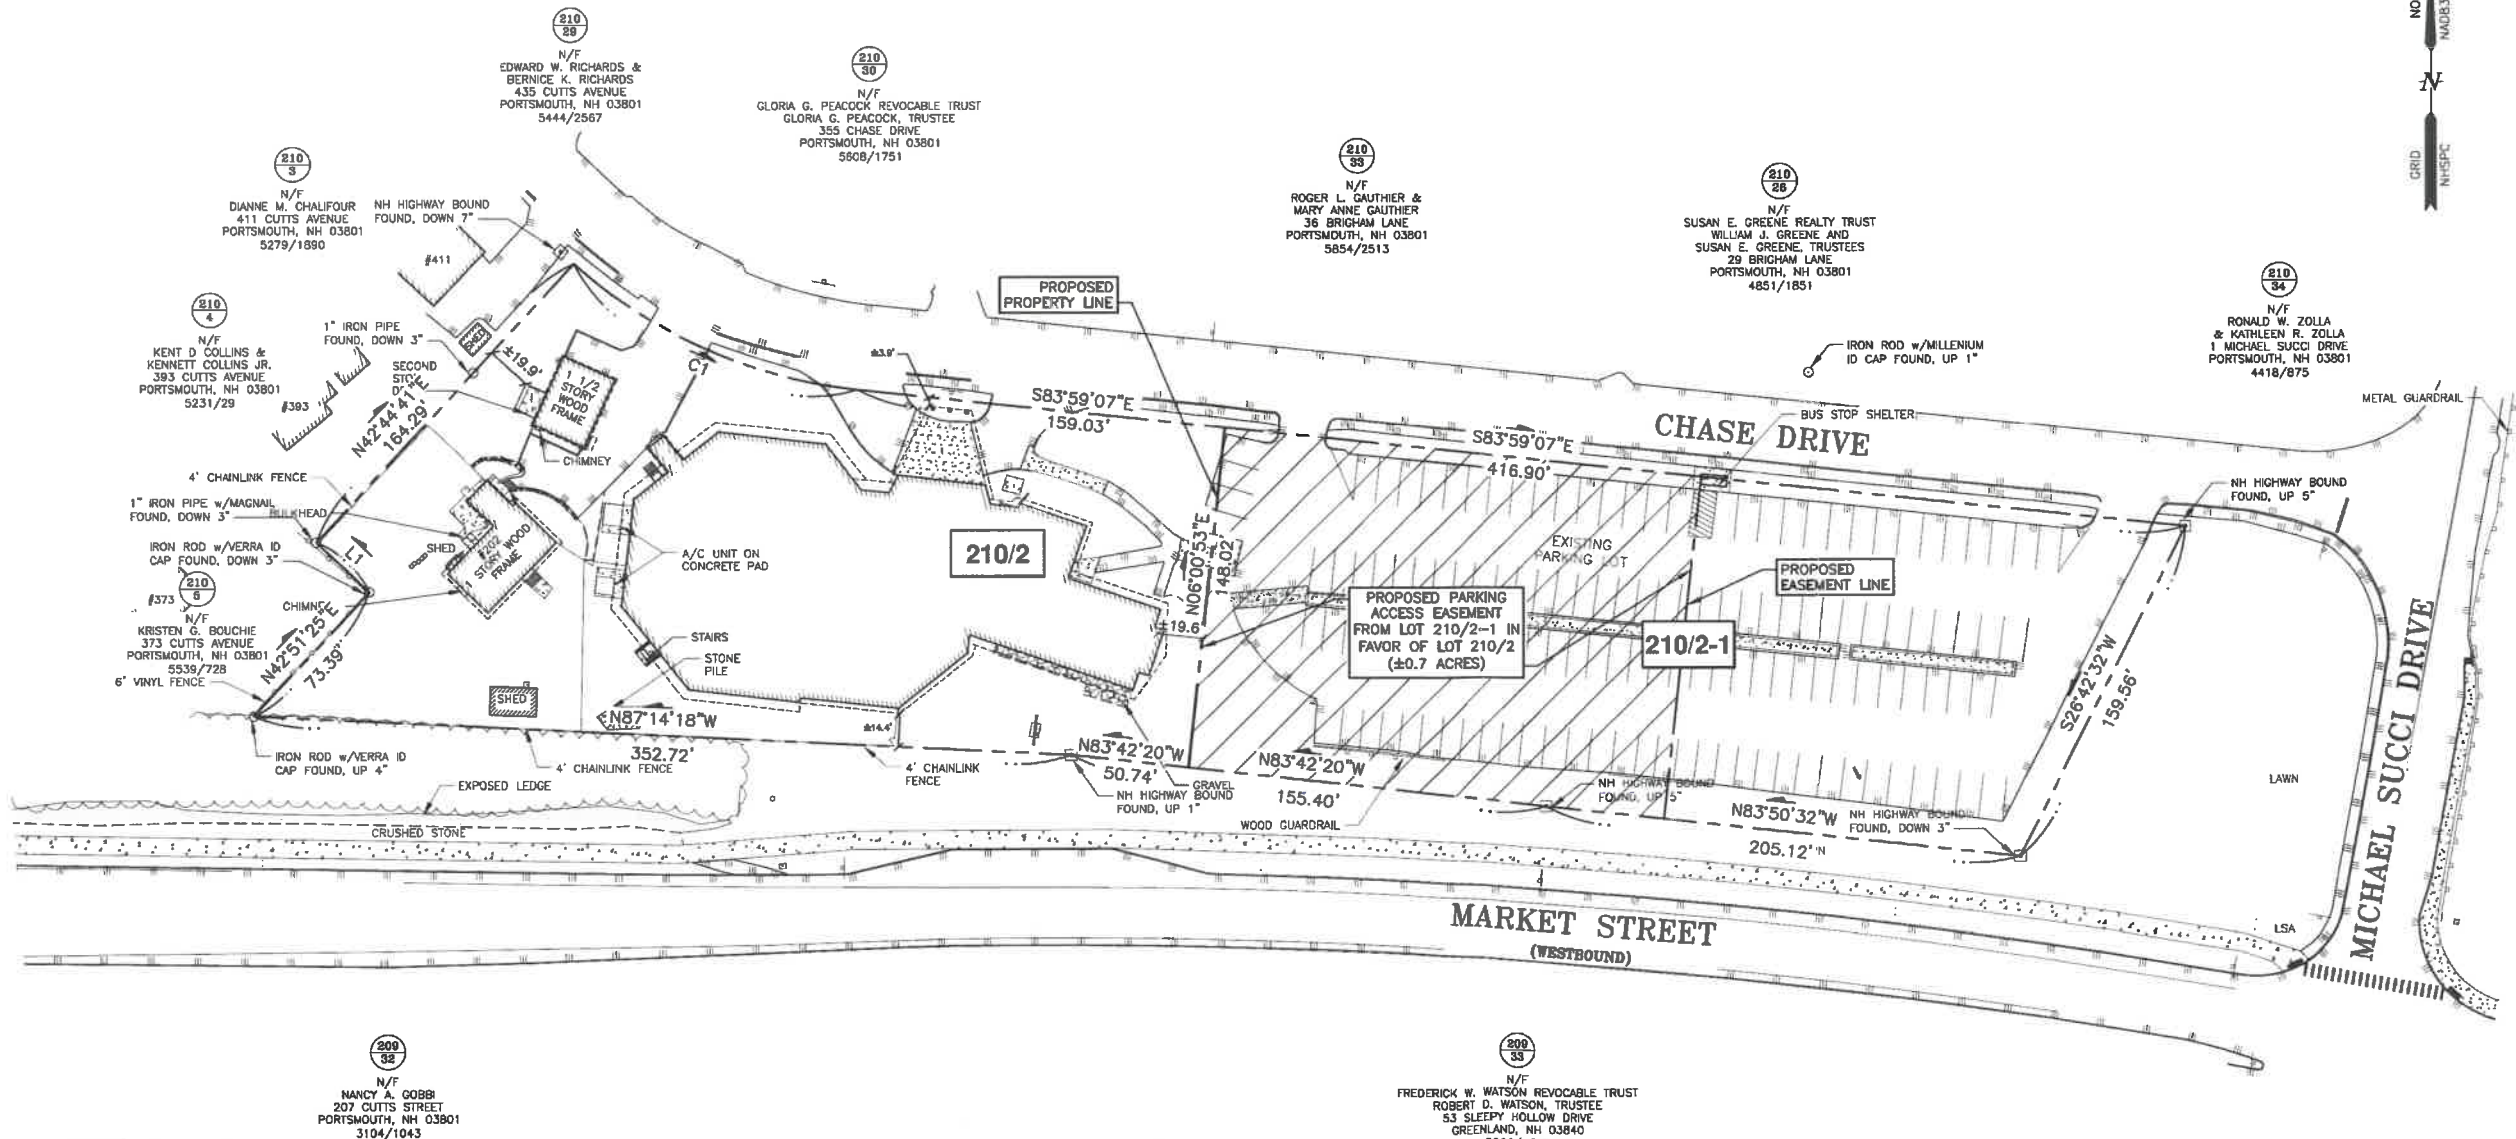 210
29
N/F
EDWARD W. RICHARDS &
BERNICE K. RICHARDS
435 CUTTS AVENUE
PORTSMOUTH, NH 03801
5444/2567
210
30
N/F
GLORIA G. PEACOCK REVOCABLE TRUST
GLORIA G. PEACOCK, TRUSTEE
355 CHASE DRIVE
PORTSMOUTH, NH 03801
5608/1751
NAD83
N
GRID
NHSPC
210
3
N/F
DIANNE M. CHALIFOUR
411 CUTTS AVENUE
PORTSMOUTH, NH 03801
5279/1890
NH HIGHWAY BOUND
FOUND, DOWN 7"
#411
210
33
N/F
ROGER L. GAUTHIER &
MARY ANNE GAUTHIER
36 BRIGHAM LANE
PORTSMOUTH, NH 03801
5854/2513
210
26
N/F
SUSAN E. GREENE REALTY TRUST
WILLIAM J. GREENE AND
SUSAN E. GREENE, TRUSTEES
29 BRIGHAM LANE
PORTSMOUTH, NH 03801
4851/1851
210
34
N/F
RONALD W. ZOLLA
& KATHLEEN R. ZOLLA
1 MICHAEL SUCCI DRIVE
PORTSMOUTH, NH 03801
4418/875
210
4
N/F
KENT D COLLINS &
KENNETT COLLINS JR.
393 CUTTS AVENUE
PORTSMOUTH, NH 03801
5231/29
#393
1" IRON PIPE
FOUND, DOWN 3"
SHED
SECOND
±19.9'
1 1/2
STORY
WOOD
FRAME
CHIMNEY
N42°44'41"E
164.29'
C1
±3.9'
PROPOSED
PROPERTY LINE
S83°59'07"E
159.03'
S83°59'07"E
416.90'
CHASE DRIVE
BUS STOP SHELTER
IRON ROD w/MILLENIUM
ID CAP FOUND, UP 1"
METAL GUARDRAIL
NH HIGHWAY BOUND
FOUND, UP 5"
4' CHAINLINK FENCE
1" IRON PIPE w/MAGNAIL
FOUND, DOWN 3"
BULKHEAD
IRON ROD w/VERRA ID
CAP FOUND, DOWN 3"
L1
SHED
#202
1 STORY WOOD
FRAME
A/C UNIT ON
CONCRETE PAD
210/2
N06°00'53"E
148.02'
EXISTING
PARKING LOT
PROPOSED
EASEMENT LINE
PROPOSED PARKING
ACCESS EASEMENT
FROM LOT 210/2-1 IN
FAVOR OF LOT 210/2
(±0.7 ACRES)
210/2-1
±19.6'
S26°42'32"W
159.56'
MICHAEL SUCCI DRIVE
#373
210
5
N/F
KRISTEN G. BOUCHIE
373 CUTTS AVENUE
PORTSMOUTH, NH 03801
5539/728
6' VINYL FENCE
N42°51'25"E
73.39'
STAIRS
STONE
PILE
SHED
N87°14'18"W
352.72'
±14.4'
IRON ROD w/VERRA ID
CAP FOUND, UP 4"
4' CHAINLINK FENCE
4' CHAINLINK
FENCE
N83°42'20"W
50.74'
GRAVEL
NH HIGHWAY BOUND
FOUND, UP 1"
N83°42'20"W
155.40'
WOOD GUARDRAIL
NH HIGHWAY BOUND
FOUND, UP 5"
N83°50'32"W
205.12'
NH HIGHWAY BOUND
FOUND, DOWN 3"
LAWN
LSA
EXPOSED LEDGE
CRUSHED STONE
MARKET STREET
(WESTBOUND)
209
32
N/F
NANCY A. GOBBI
207 CUTTS STREET
PORTSMOUTH, NH 03801
3104/1043
209
33
N/F
FREDERICK W. WATSON REVOCABLE TRUST
ROBERT D. WATSON, TRUSTEE
53 SLEEPY HOLLOW DRIVE
GREENLAND, NH 03840